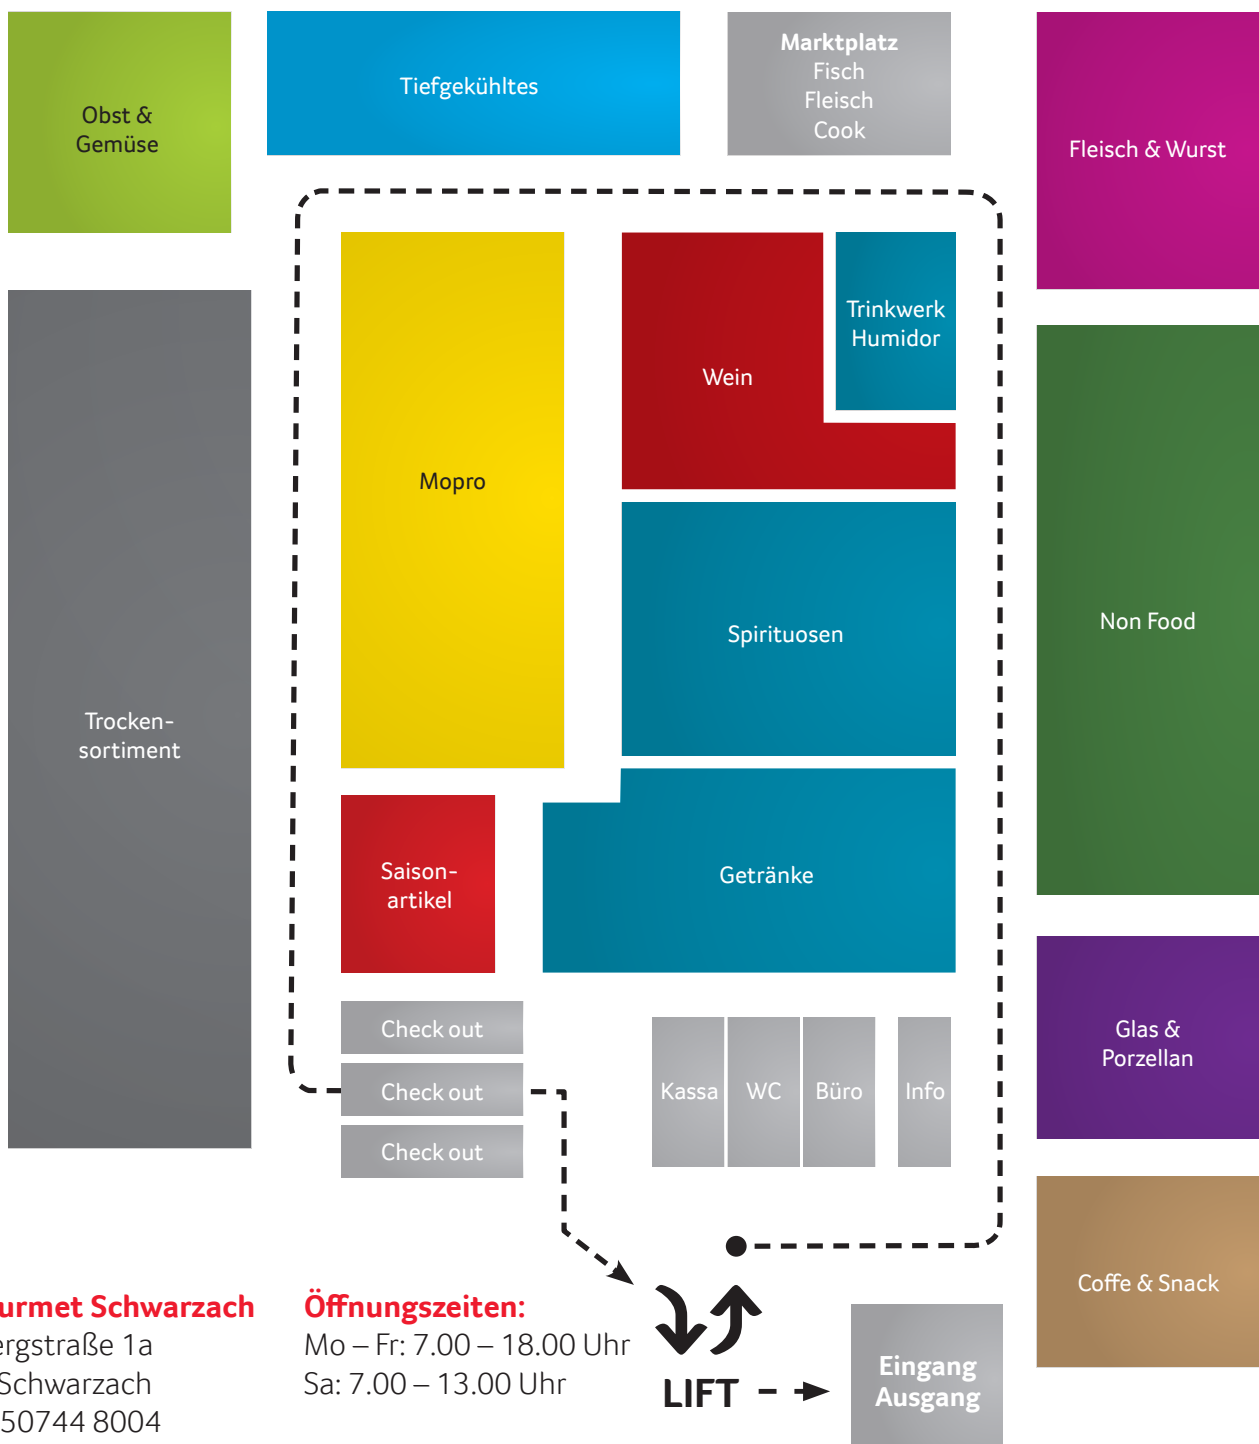 Obst &
Gemüse
Tiefgekühltes
Marktplatz
Fisch
Fleisch
Cook
Fleisch & Wurst
Trinkwerk
Humidor
Wein
Mopro
Spirituosen
Non Food
Trocken-
sortiment
Saison-
artikel
Getränke
Check out
Check out
Check out
Kassa
WC
Büro
Info
Glas &
Porzellan
Coffe & Snack
Schwarzach
1a
Schwarzach
50744 8004
Öffnungszeiten:
Mo – Fr: 7.00 – 18.00 Uhr
Sa: 7.00 – 13.00 Uhr
LIFT
Eingang
Ausgang